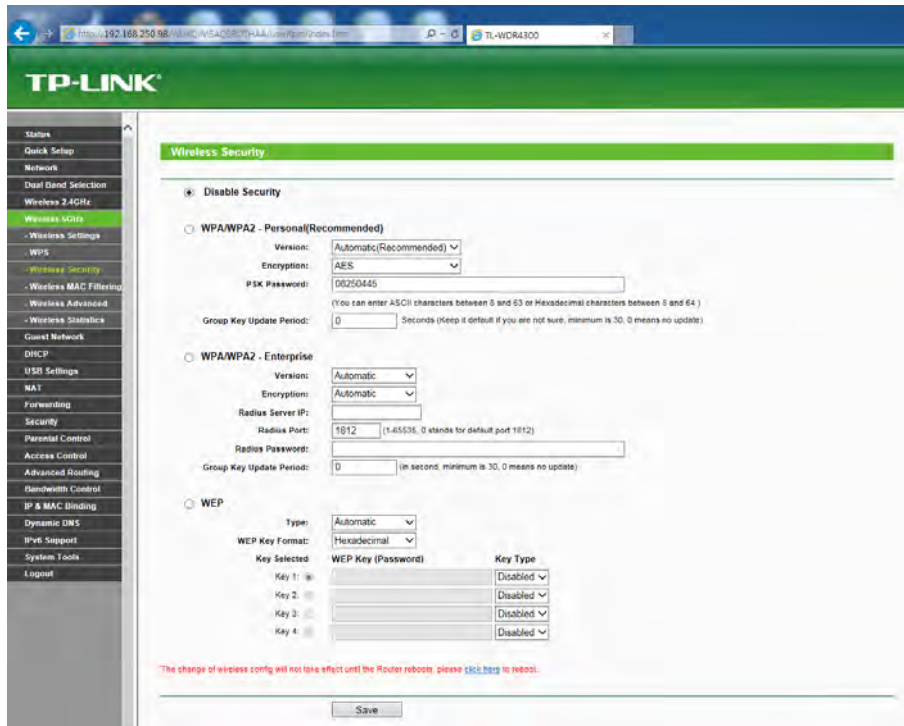 http://192.168.250.98/
TL-WDR4300
TP-LINK®
Status
Quick Setup
Network
Dual Band Selection
Wireless 2.4GHz
Wireless 5GHz
- Wireless Settings
- WPS
- Wireless Security
- Wireless MAC Filtering
- Wireless Advanced
- Wireless Statistics
Guest Network
DHCP
USB Settings
NAT
Forwarding
Security
Parental Control
Access Control
Advanced Routing
Bandwidth Control
IP & MAC Binding
Dynamic DNS
IPv6 Support
System Tools
Logout
Wireless Security
Disable Security
WPA/WPA2 - Personal(Recommended)
Version: Automatic(Recommended)
Encryption: AES
PSK Password: 08250445
(You can enter ASCII characters between 8 and 63 or Hexadecimal characters between 8 and 64.)
Group Key Update Period: 0 Seconds (Keep it default if you are not sure, minimum is 30, 0 means no update)
WPA/WPA2 - Enterprise
Version: Automatic
Encryption: Automatic
Radius Server IP:
Radius Port: 1812 (1-65535, 0 stands for default port 1812)
Radius Password:
Group Key Update Period: 0 (in second, minimum is 30, 0 means no update)
WEP
Type: Automatic
WEP Key Format: Hexadecimal
Key Selected WEP Key (Password) Key Type
Key 1: Disabled
Key 2: Disabled
Key 3: Disabled
Key 4: Disabled
The change of wireless config will not take effect until the Router reboots, please click here to reboot.
Save